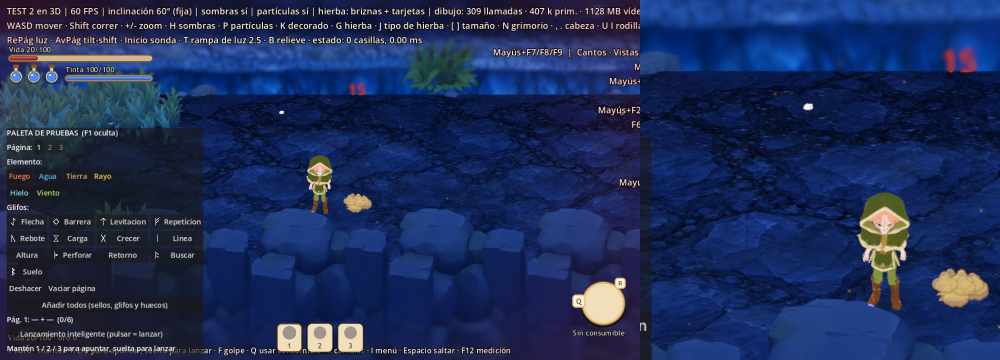 TEST 2 en 3D | 60 FPS | inclinación 60° (fija) | sombras sí | hierba: briznas + tarjetas | dibujo: 309 llamadas · 407 k prim. · 1128 MB víde
WASD mover · Shift correr · +/- zoom · H sombras · P partículas · K decorado · G hierba · J tipo de hierba · [ ] tamaño · N grimorio · , . cabeza · U I rodilla
RePág luz · AvPág tilt-shift · Inicio sonda · T rampa de luz 2.5 · B relieve · estado: 0 casillas, 0.00 ms
Vida 20/100
Mayús+F7/F8/F9 | Cantos · Vistas
Tinta 100/100
M
Mayús+
15
15
Mayús+F2
F6
Mayú
PALETA DE PRUEBAS (F1 oculta)
Página: 1 2 3
Elemento:
Fuego Agua Tierra Rayo
Hielo Viento
Glifos:
Flecha Barrera Levitacion Repeticion
Rebote Carga Crecer Linea
Altura Perforar Retorno Buscar
Suelo
Deshacer Vaciar página
Añadir todos (sellos, glifos y huecos)
Pág. 1: — + — (0/6)
Lanzamiento inteligente (pulsar = lanzar)
Mantén 1 / 2 / 3 para apuntar, suelta para lanzar
R
Q
Sin consumible
1 2 3
lanzar · F golpe · Q usar
I menú · Espacio saltar · F12 medición
n